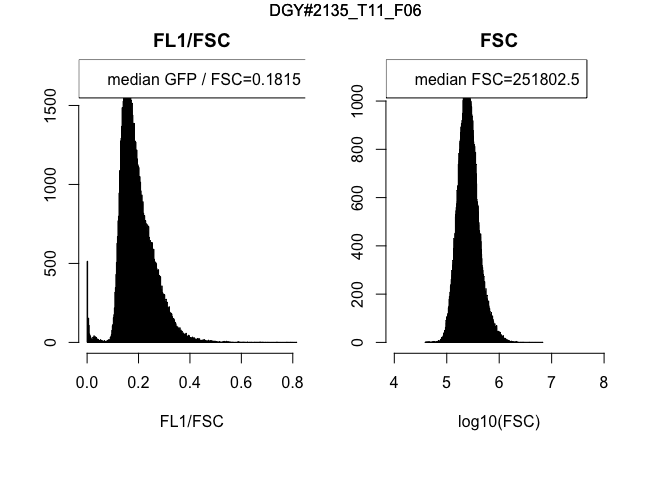 DGY#2135_T11_F06
FL1/FSC
median GFP / FSC=0.1815
1500
1000
500
0
0.0 0.2 0.4 0.6 0.8
FL1/FSC
FSC
median FSC=251802.5
1000
800
600
400
200
0
4 5 6 7 8
log10(FSC)